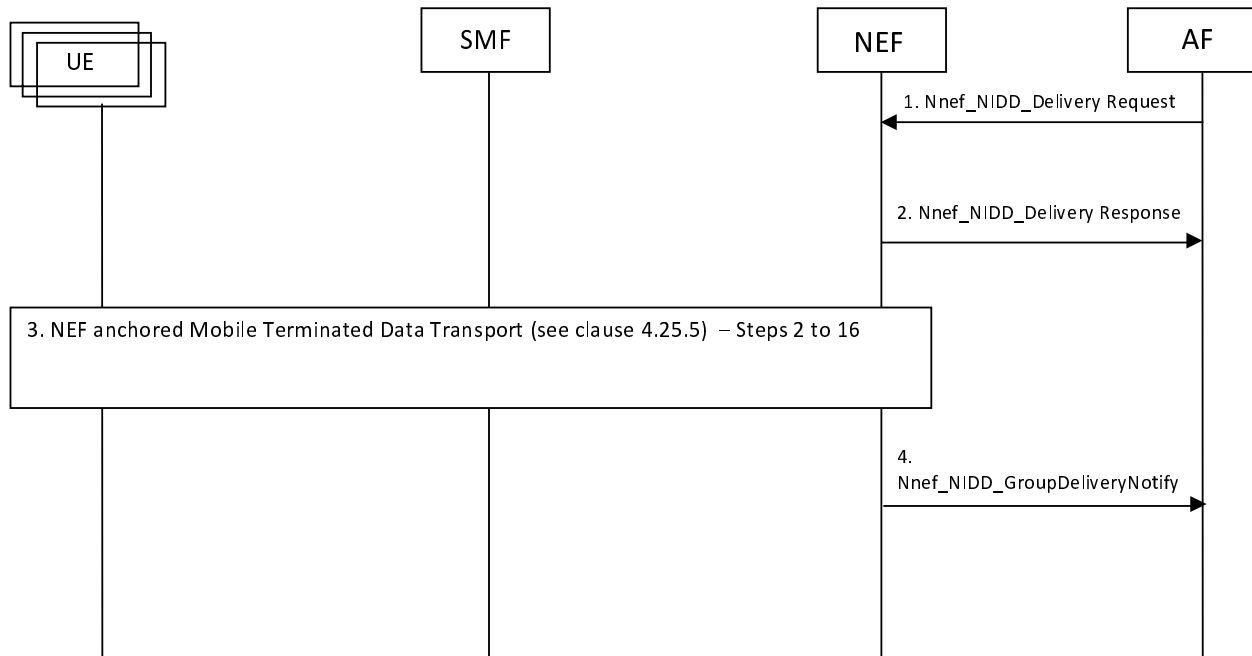 UE
SMF
NEF
AF
1. Nnef_NIDD_Delivery Request
2. Nnef_NIDD_Delivery Response
3. NEF anchored Mobile Terminated Data Transport (see clause 4.25.5) – Steps 2 to 16
4.
Nnef_NIDD_GroupDeliveryNotify